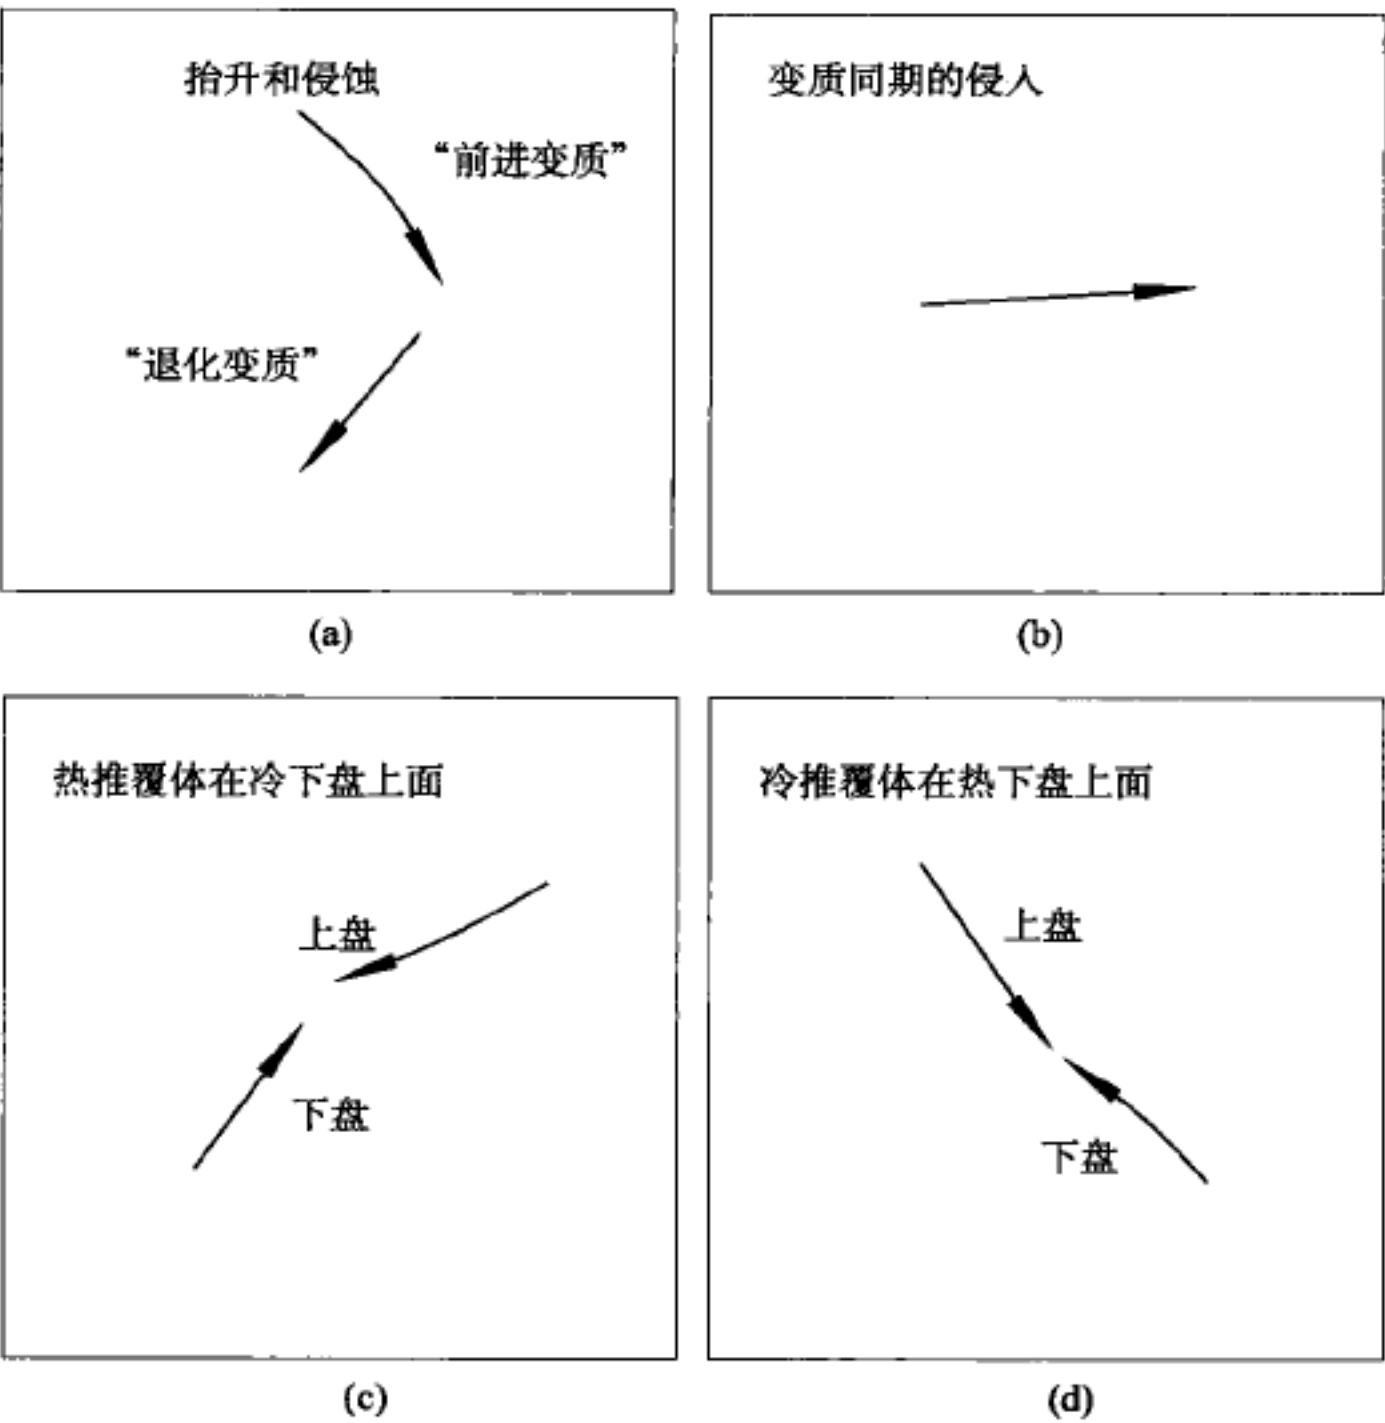 抬升和侵蚀
“前进变质”
“退化变质”
(a)
变质同期的侵入
(b)
热推覆体在冷下盘上面
上盘
下盘
(c)
冷推覆体在热下盘上面
上盘
下盘
(d)